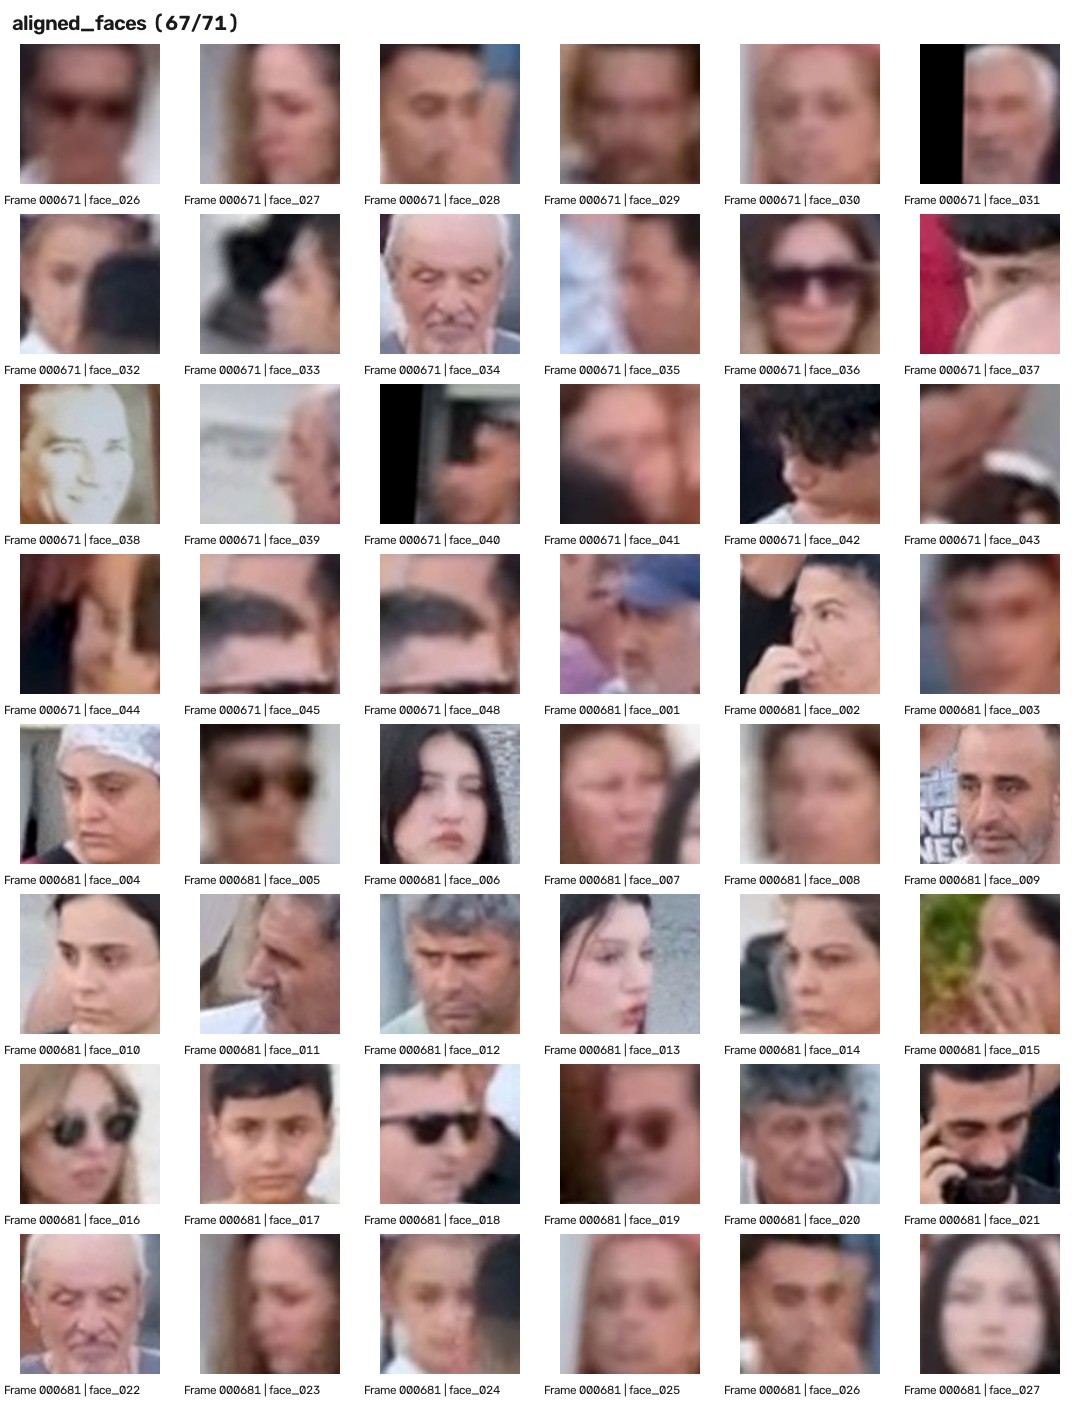 aligned_faces (67/71)
Frame 000671 | face_026
Frame 000671 | face_027
Frame 000671 | face_028
Frame 000671 | face_029
Frame 000671 | face_030
Frame 000671 | face_031
Frame 000671 | face_032
Frame 000671 | face_033
Frame 000671 | face_034
Frame 000671 | face_035
Frame 000671 | face_036
Frame 000671 | face_037
Frame 000671 | face_038
Frame 000671 | face_039
Frame 000671 | face_040
Frame 000671 | face_041
Frame 000671 | face_042
Frame 000671 | face_043
Frame 000671 | face_044
Frame 000671 | face_045
Frame 000671 | face_048
Frame 000681 | face_001
Frame 000681 | face_002
Frame 000681 | face_003
NE
NES
Frame 000681 | face_004
Frame 000681 | face_005
Frame 000681 | face_006
Frame 000681 | face_007
Frame 000681 | face_008
Frame 000681 | face_009
Frame 000681 | face_010
Frame 000681 | face_011
Frame 000681 | face_012
Frame 000681 | face_013
Frame 000681 | face_014
Frame 000681 | face_015
Frame 000681 | face_016
Frame 000681 | face_017
Frame 000681 | face_018
Frame 000681 | face_019
Frame 000681 | face_020
Frame 000681 | face_021
Frame 000681 | face_022
Frame 000681 | face_023
Frame 000681 | face_024
Frame 000681 | face_025
Frame 000681 | face_026
Frame 000681 | face_027